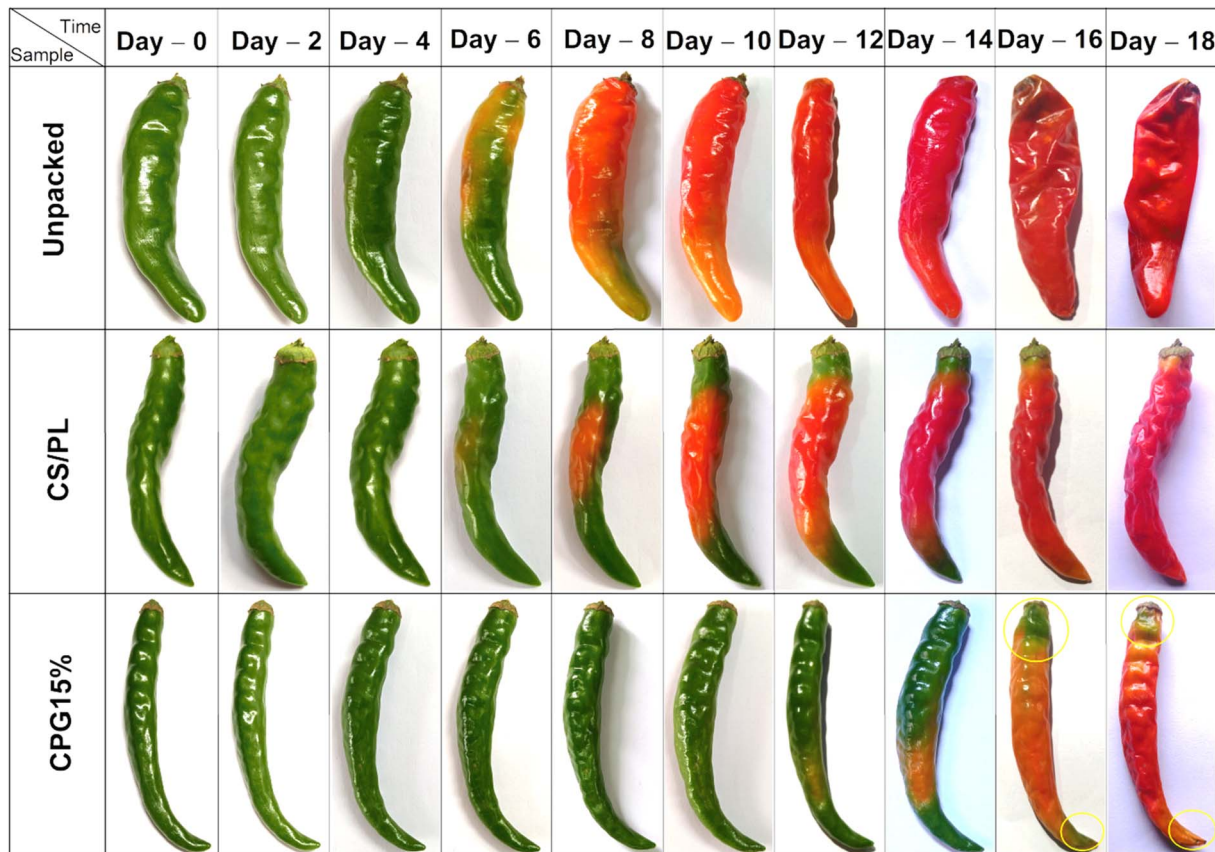 Time
Sample
Day – 0
Day – 2
Day – 4
Day – 6
Day – 8
Day – 10
Day – 12
Day – 14
Day – 16
Day – 18
Unpacked
CS/PL
CPG15%